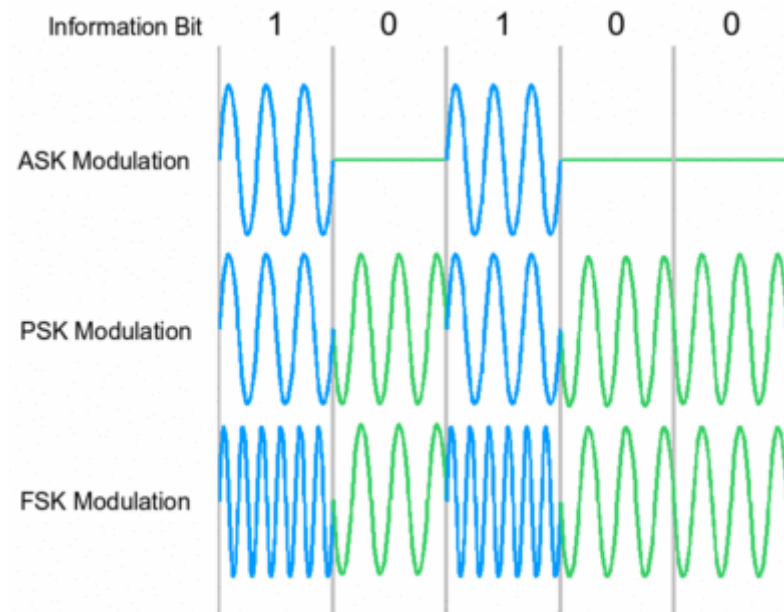 Information Bit 1 0 1 0 0
ASK Modulation
PSK Modulation
FSK Modulation